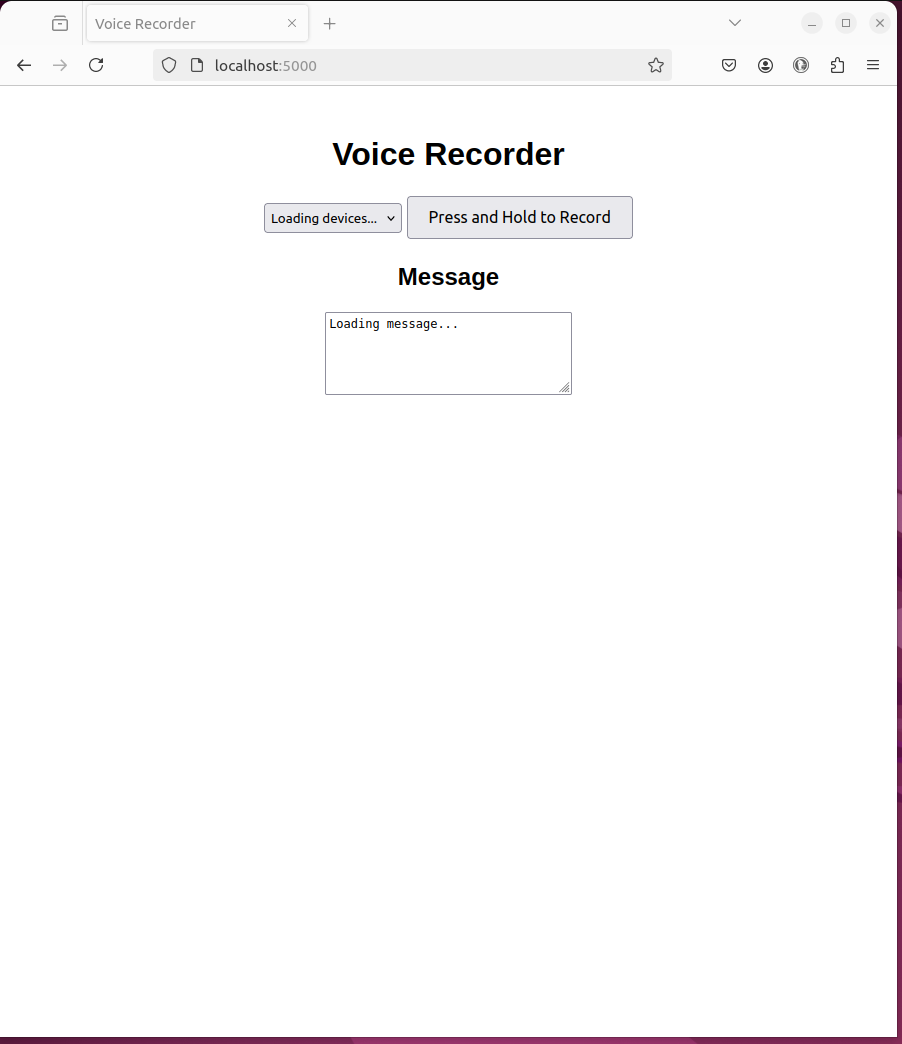 Voice Recorder
localhost:5000
Voice Recorder
Loading devices...
Press and Hold to Record
Message
Loading message...